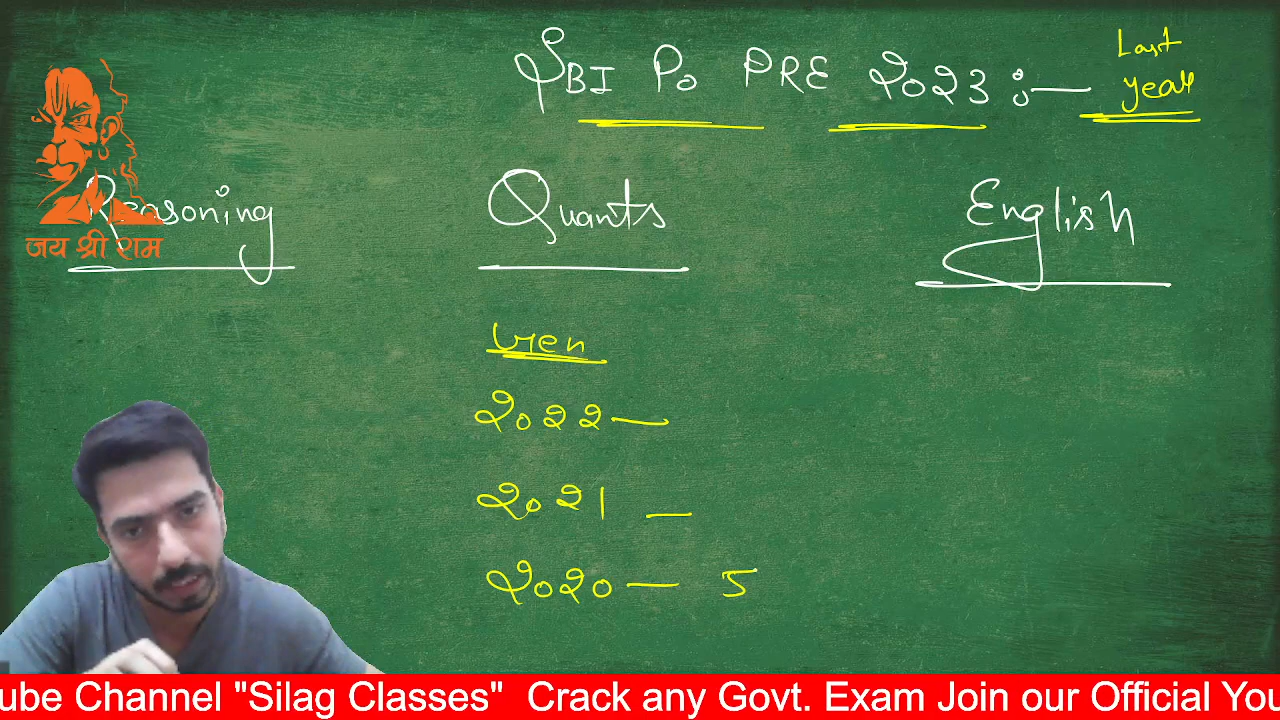 SBI PO PRE 2023 :—
Last
year
Reasoning
Quants
English
जय श्री राम
Gen
2022 —
2021 —
2020 — 5
ube Channel "Silag Classes" Crack any Govt. Exam Join our Official You